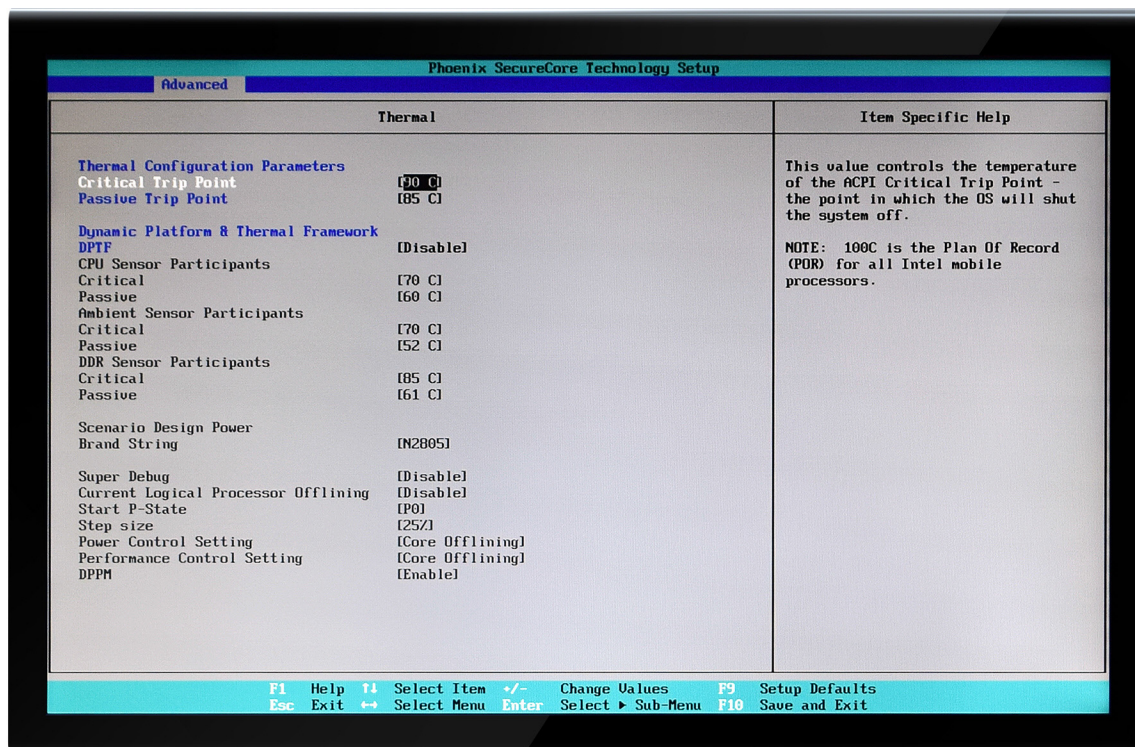 Phoenix SecureCore Technology Setup
Advanced
Thermal
Thermal Configuration Parameters
Critical Trip Point [90 C]
Passive Trip Point [85 C]
Dynamic Platform & Thermal Framework
DPTF [Disable]
CPU Sensor Participants
Critical [70 C]
Passive [60 C]
Ambient Sensor Participants
Critical [70 C]
Passive [52 C]
DDR Sensor Participants
Critical [85 C]
Passive [61 C]
Scenario Design Power
Brand String [N2805]
Super Debug [Disable]
Current Logical Processor Offlining [Disable]
Start P-State [P0]
Step size [25%]
Power Control Setting [Core Offlining]
Performance Control Setting [Core Offlining]
DPPM [Enable]
Item Specific Help
This value controls the temperature
of the ACPI Critical Trip Point -
the point in which the OS will shut
the system off.
NOTE: 100C is the Plan Of Record
(POR) for all Intel mobile
processors.
F1 Help ↑↓ Select Item +/- Change Values F9 Setup Defaults
Esc Exit ↔ Select Menu Enter Select ▶ Sub-Menu F10 Save and Exit